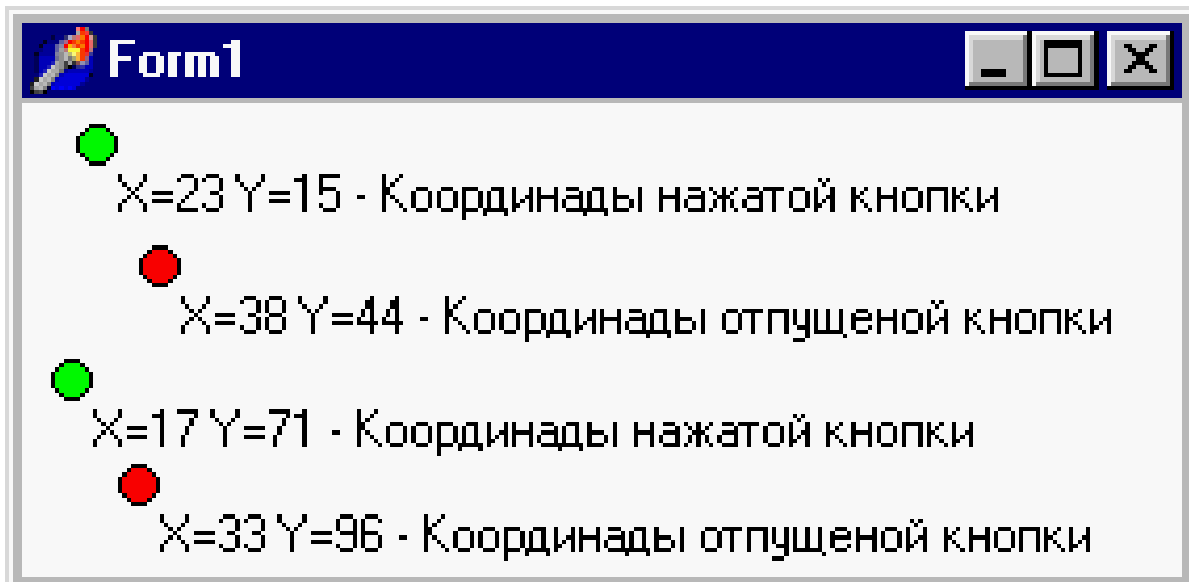 Form1
X=23 Y=15 - Координады нажатой кнопки
X=38 Y=44 - Координады отпущеной кнопки
X=17 Y=71 - Координады нажатой кнопки
X=33 Y=96 - Координады отпущеной кнопки